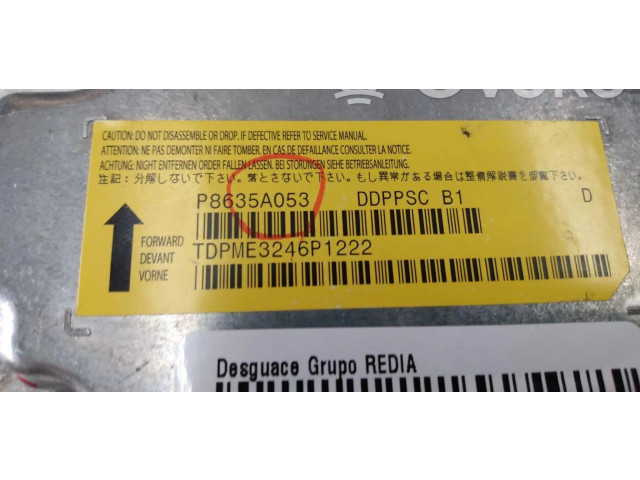 CAUTION: DO NOT DISASSEMBLE OR DROP. IF DEFECTIVE REFER TO SERVICE MANUAL.
ATTENTION: NE PAS DEMONTER NI FAIRE TOMBER. EN CAS DE DEFAILLANCE CONSULTER LA NOTICE.
ACHTUNG: NIGHT ENTFERNEN ORDER FALLEN LASSEN. BEI STORUNGEN SIEHE BETRIEBSANLEITUNG.
注記: 分解しないで下さい。落とさないで下さい。もし異常がある場合は整備解説書を御覧下さい。
P8635A053 DDPPSC B1 D
FORWARD
DEVANT
VORNE
TDPME3246P1222
Desguace Grupo REDIA